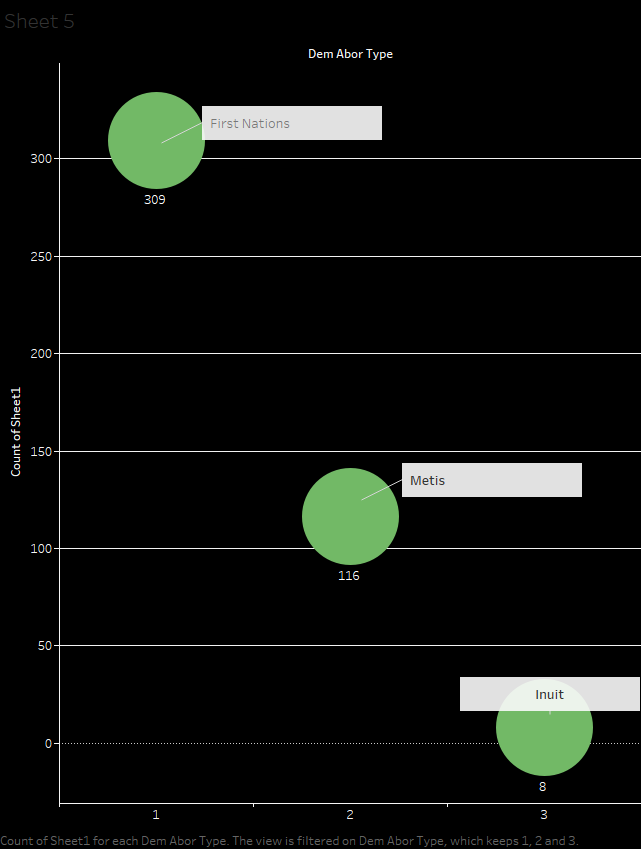 Sheet 5
Dem Abor Type
First Nations
300
309
250
200
Count of Sheet1
150
Metis
100
116
50
Inuit
0
8
1 2 3
Count of Sheet1 for each Dem Abor Type. The view is filtered on Dem Abor Type, which keeps 1, 2 and 3.